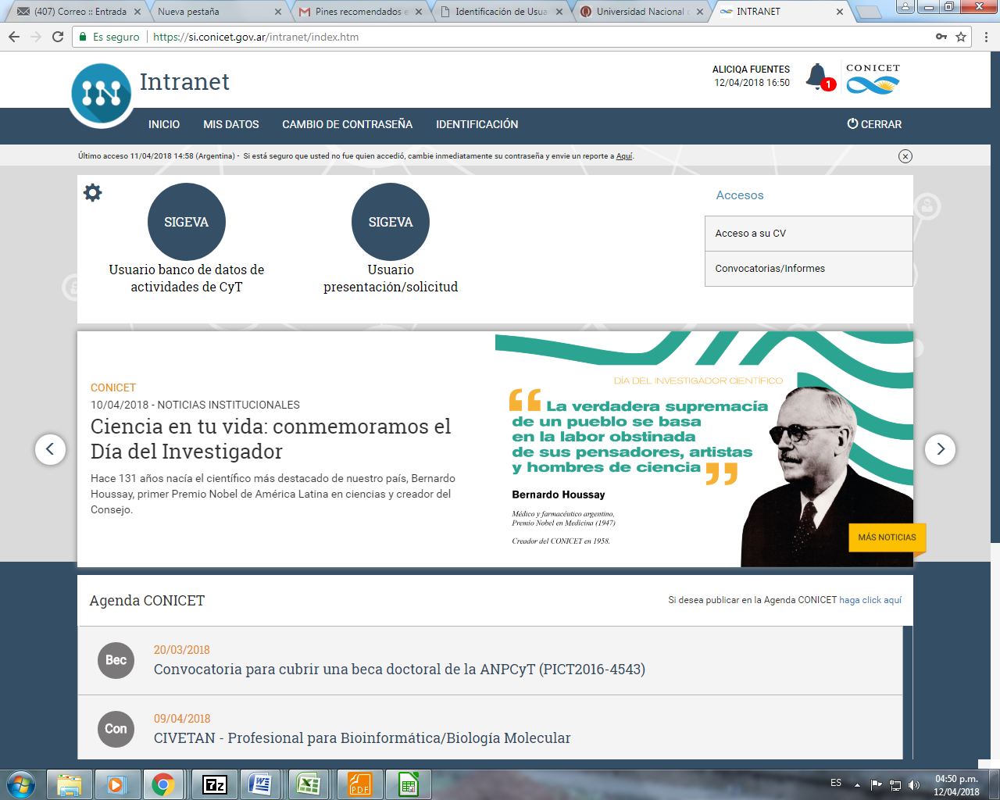 (407) Correo :: Entrada
Nueva pestaña
Pines recomendados e
Identificación de Usua
Universidad Nacional d
INTRANET
Es seguro
https://si.conicet.gov.ar/intranet/index.htm
IN
Intranet
ALICIQA FUENTES
12/04/2018 16:50
1
CONICET
INICIO
MIS DATOS
CAMBIO DE CONTRASEÑA
IDENTIFICACIÓN
CERRAR
Último acceso 11/04/2018 14:58 (Argentina) - Si está seguro que usted no fue quien accedió, cambie inmediatamente su contraseña y envie un reporte a Aquí.
SIGEVA
Usuario banco de datos de
actividades de CyT
SIGEVA
Usuario
presentación/solicitud
Accesos
Acceso a su CV
Convocatorias/Informes
CONICET
10/04/2018 - NOTICIAS INSTITUCIONALES
Ciencia en tu vida: conmemoramos el
Día del Investigador
Hace 131 años nacía el científico más destacado de nuestro país, Bernardo
Houssay, primer Premio Nobel de América Latina en ciencias y creador del
Consejo.
DÍA DEL INVESTIGADOR CIENTÍFICO
“ La verdadera supremacía
de un pueblo se basa
en la labor obstinada
de sus pensadores, artistas
y hombres de ciencia ”
Bernardo Houssay
Médico y farmacéutico argentino,
Premio Nobel en Medicina (1947)
Creador del CONICET en 1958.
MÁS NOTICIAS
Agenda CONICET
Si desea publicar en la Agenda CONICET haga click aquí
Bec
20/03/2018
Convocatoria para cubrir una beca doctoral de la ANPCyT (PICT2016-4543)
Con
09/04/2018
CIVETAN - Profesional para Bioinformática/Biología Molecular
7z
PDF
ES
04:50 p.m.
12/04/2018